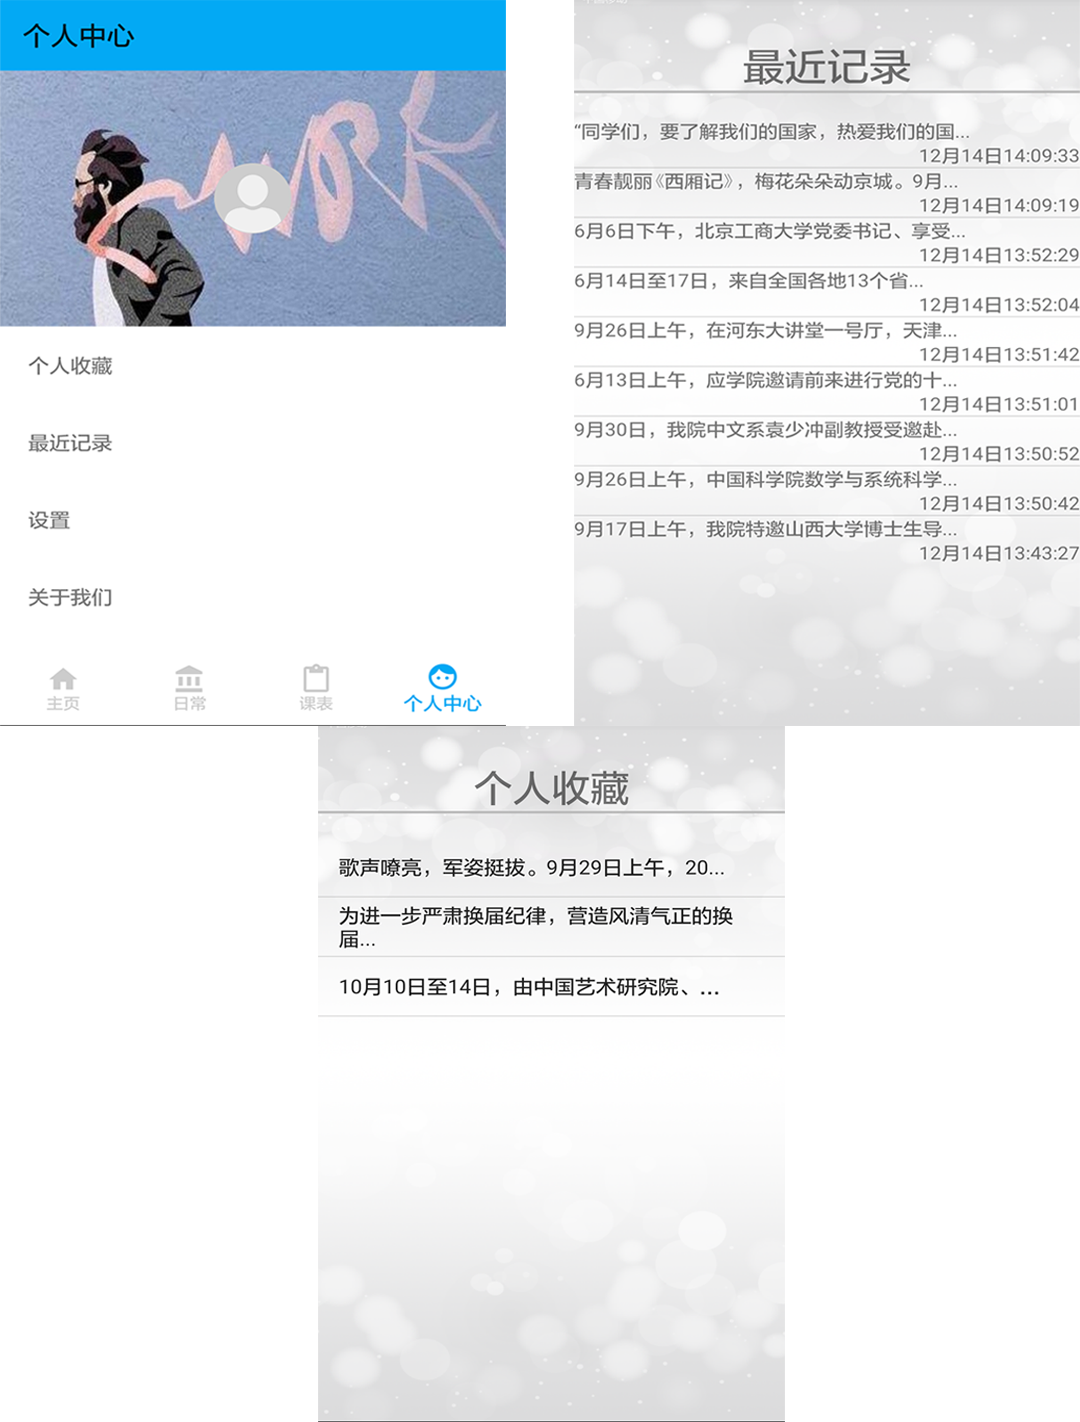 个人中心
个人收藏
最近记录
设置
关于我们
主页
日常
课表
个人中心
最近记录
“同学们，要了解我们的国家，热爱我们的国...
12月14日14:09:33
青春靓丽《西厢记》，梅花朵朵动京城。9月...
12月14日14:09:19
6月6日下午，北京工商大学党委书记、享受...
12月14日13:52:29
6月14日至17日，来自全国各地13个省...
12月14日13:52:04
9月26日上午，在河东大讲堂一号厅，天津...
12月14日13:51:42
6月13日上午，应学院邀请前来进行党的十...
12月14日13:51:01
9月30日，我院中文系袁少冲副教授受邀赴...
12月14日13:50:52
9月26日上午，中国科学院数学与系统科学...
12月14日13:50:42
9月17日上午，我院特邀山西大学博士生导...
12月14日13:43:27
个人收藏
歌声嘹亮，军姿挺拔。9月29日上午，20...
为进一步严肃换届纪律，营造风清气正的换
届...
10月10日至14日，由中国艺术研究院、...